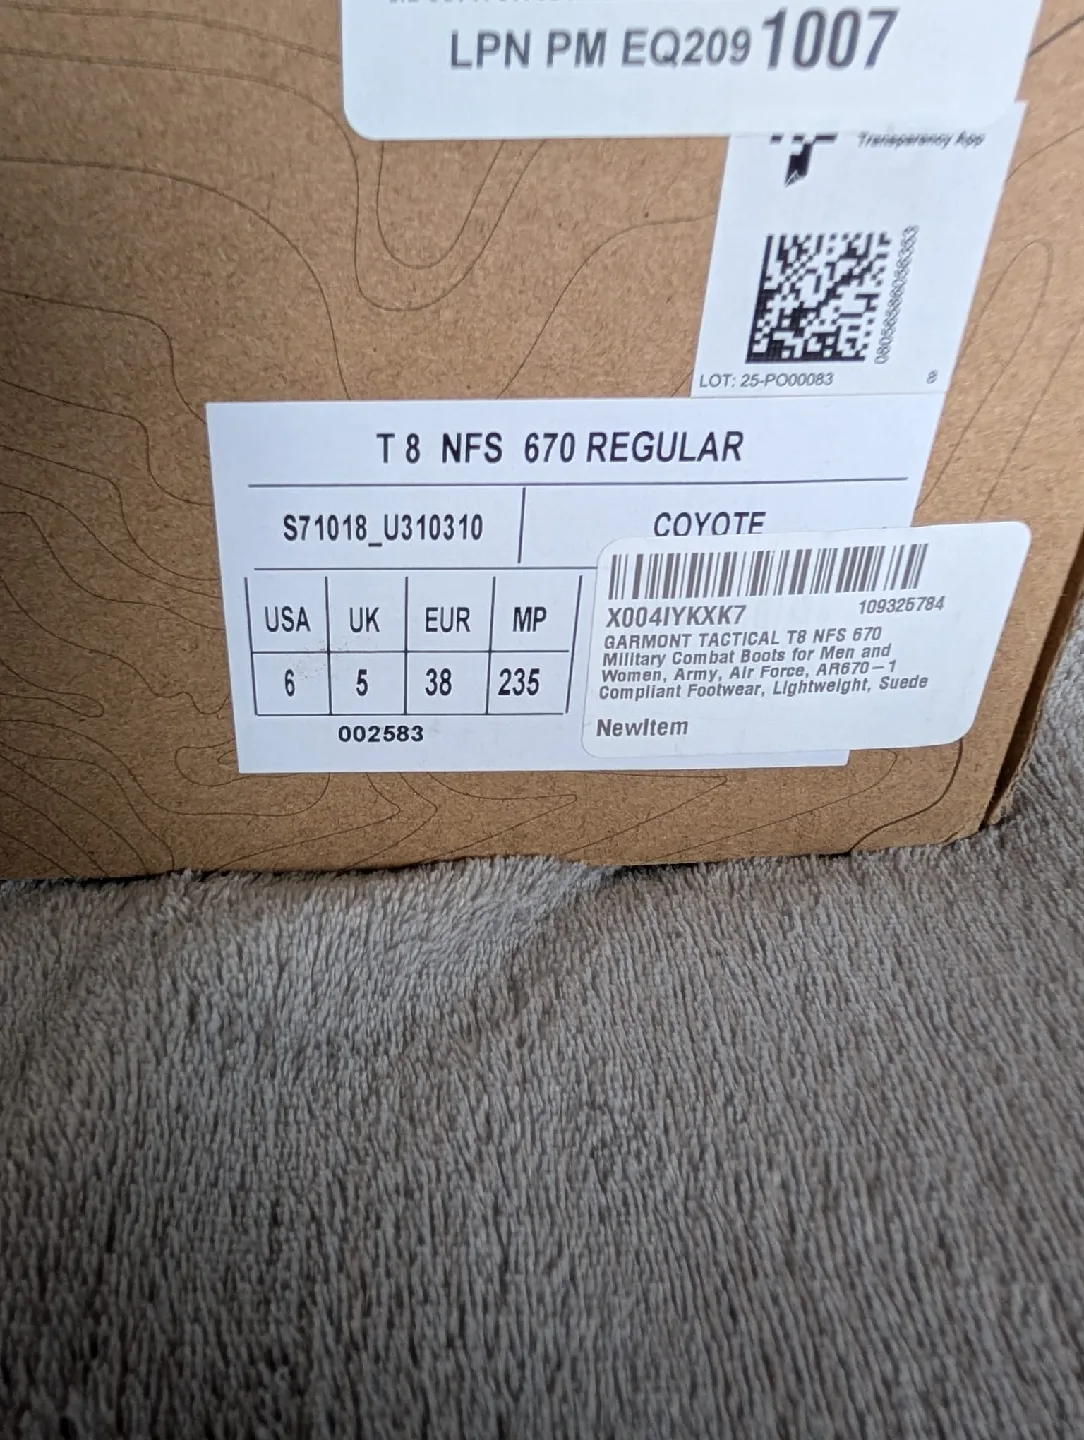 LPN PM EQ2091007
Transparency App
LOT: 25-PO00083
8
T 8 NFS 670 REGULAR
S71018_U310310
COYOTE
USA UK EUR MP
6 5 38 235
002583
X004IYKXK7
109325784
GARMONT TACTICAL T8 NFS 670
Military Combat Boots for Men and
Women, Army, Air Force, AR670-1
Compliant Footwear, Lightweight, Suede
NewItem